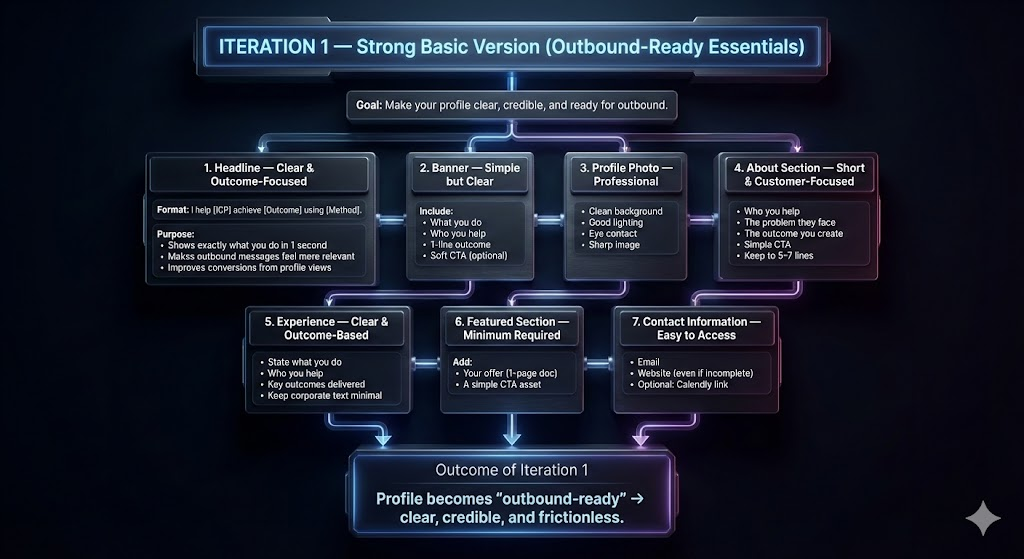 ITERATION 1 — Strong Basic Version (Outbound-Ready Essentials)
Goal: Make your profile clear, credible, and ready for outbound.
1. Headline — Clear &
Outcome-Focused
Format: I help [ICP] achieve [Outcome] using [Method].
Purpose:
• Shows exactly what you do in 1 second
• Makss outbound messages feel more relevant
• Improves conversions from profile views
2. Banner — Simple
but Clear
Include:
• What you do
• Who you help
• 1-line outcome
• Soft CTA (optional)
3. Profile Photo —
Professional
• Clean background
• Good lighting
• Eye contact
• Sharp image
4. About Section — Short
& Customer-Focused
• Who you help
• The problem they face
• The outcome you create
• Simple CTA
• Keep to 5–7 lines
5. Experience — Clear &
Outcome-Based
• State what you do
• Who you help
• Key outcomes delivered
• Keep corporate text minimal
6. Featured Section —
Minimum Required
Add:
• Your offer (1-page doc)
• A simple CTA asset
7. Contact Information —
Easy to Access
• Email
• Website (even if incomplete)
• Optional: Calendly link
Outcome of Iteration 1
Profile becomes “outbound-ready” →
clear, credible, and frictionless.